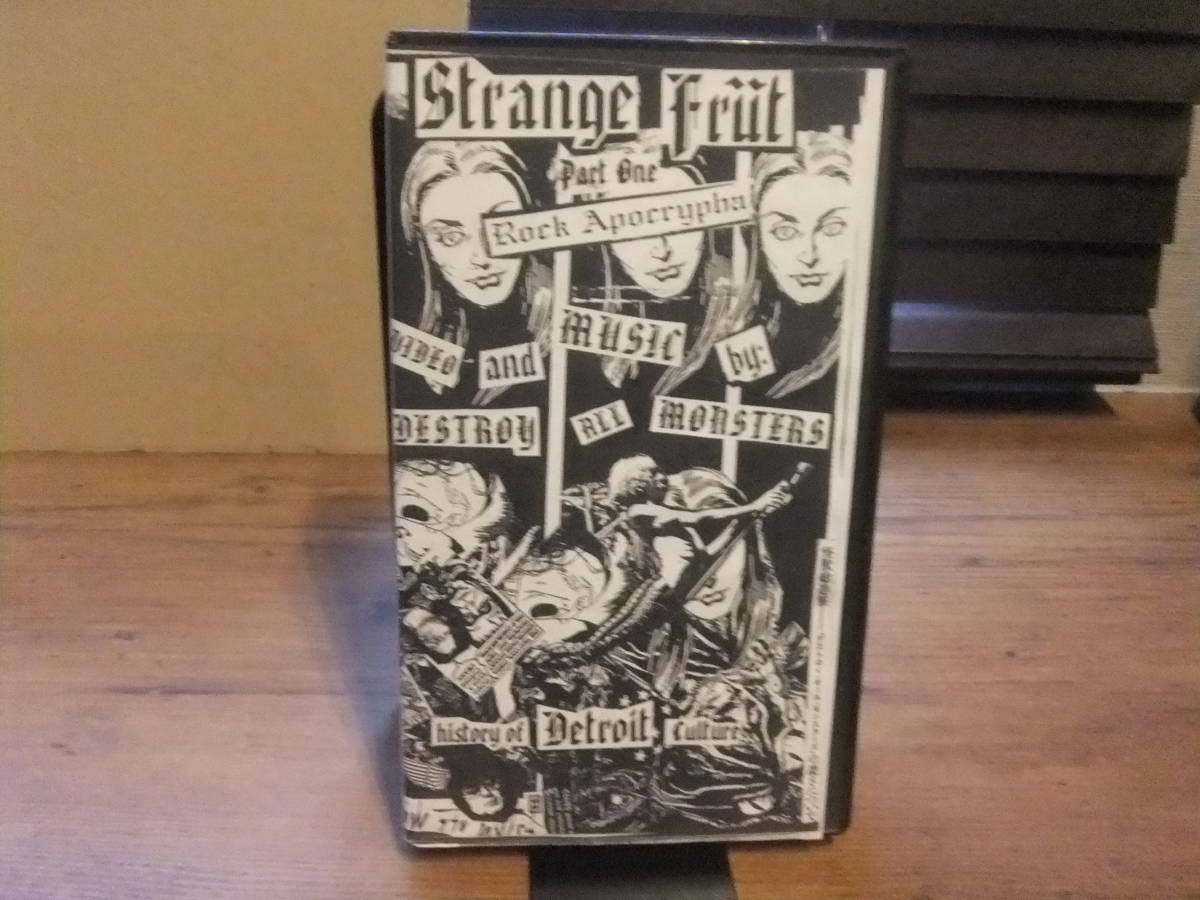 Strange Früt
Part One
Rock Apocrypha
VIDEO and MUSIC by:
DESTROY ALL MONSTERS
history of Detroit Culture